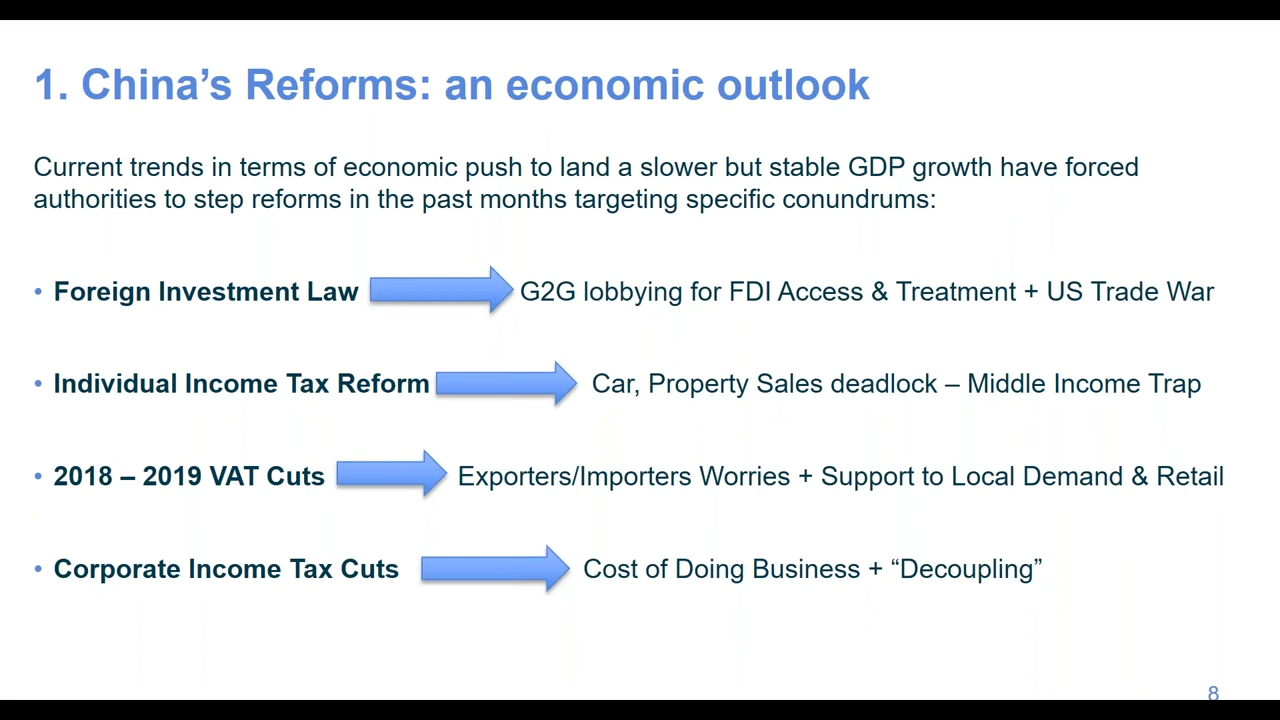 1. China’s Reforms: an economic outlook
Current trends in terms of economic push to land a slower but stable GDP growth have forced
authorities to step reforms in the past months targeting specific conundrums:
• Foreign Investment Law G2G lobbying for FDI Access & Treatment + US Trade War
• Individual Income Tax Reform Car, Property Sales deadlock – Middle Income Trap
• 2018 – 2019 VAT Cuts Exporters/Importers Worries + Support to Local Demand & Retail
• Corporate Income Tax Cuts Cost of Doing Business + “Decoupling”
8